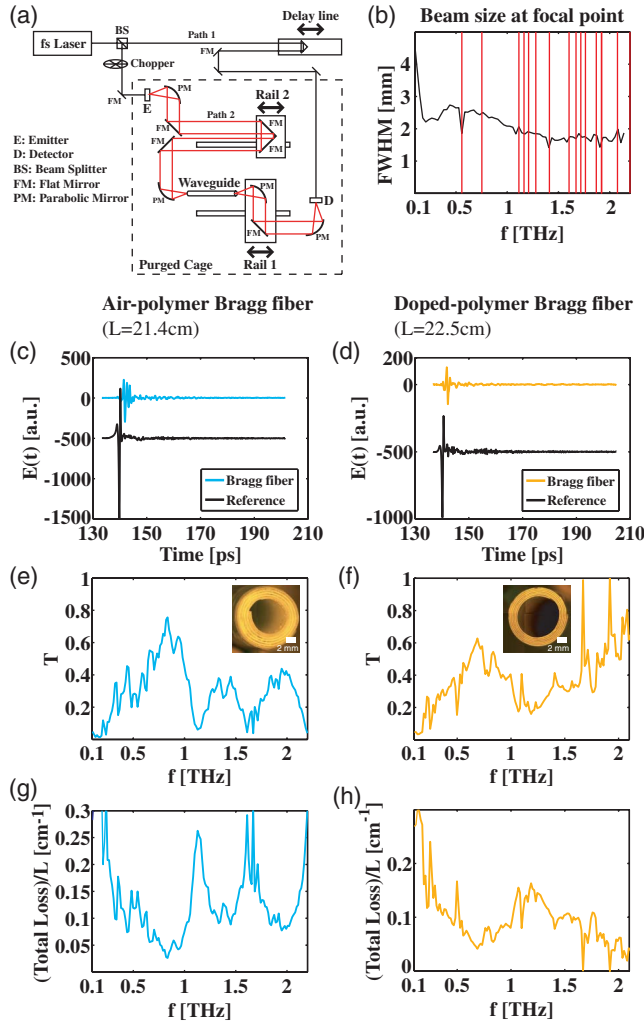 (a)
fs Laser
BS
Path 1
Delay line
FM
Chopper
FM
E
PM
Rail 2
FM
Path 2
FM
FM
FM
E: Emitter
D: Detector
BS: Beam Splitter
FM: Flat Mirror
PM: Parabolic Mirror
FM
Waveguide
PM
D
PM
FM
FM
PM
Rail 1
Purged Cage
(b)
Beam size at focal point
FWHM [mm]
5
4
3
2
1
0.1 0.5 1 1.5 2
f [THz]
Air-polymer Bragg fiber
(L=21.4cm)
Doped-polymer Bragg fiber
(L=22.5cm)
(c)
E(t) [a.u.]
500
0
-500
-1000
-1500
Bragg fiber
Reference
130 150 170 190 210
Time [ps]
(d)
E(t) [a.u.]
200
0
-500
-1000
Bragg fiber
Reference
130 150 170 190 210
Time [ps]
(e)
T
1
0.8
0.6
0.4
0.2
2 mm
0.1 0.5 1 1.5 2
f [THz]
(f)
T
1
0.8
0.6
0.4
0.2
0
2 mm
0.1 0.5 1 1.5 2
f [THz]
(g)
(Total Loss)/L [cm-1]
0.3
0.25
0.2
0.15
0.1
0.05
0.1 0.5 1 1.5 2
f [THz]
(h)
(Total Loss)/L [cm-1]
0.3
0.2
0.1
0
0.1 0.5 1 1.5 2
f [THz]